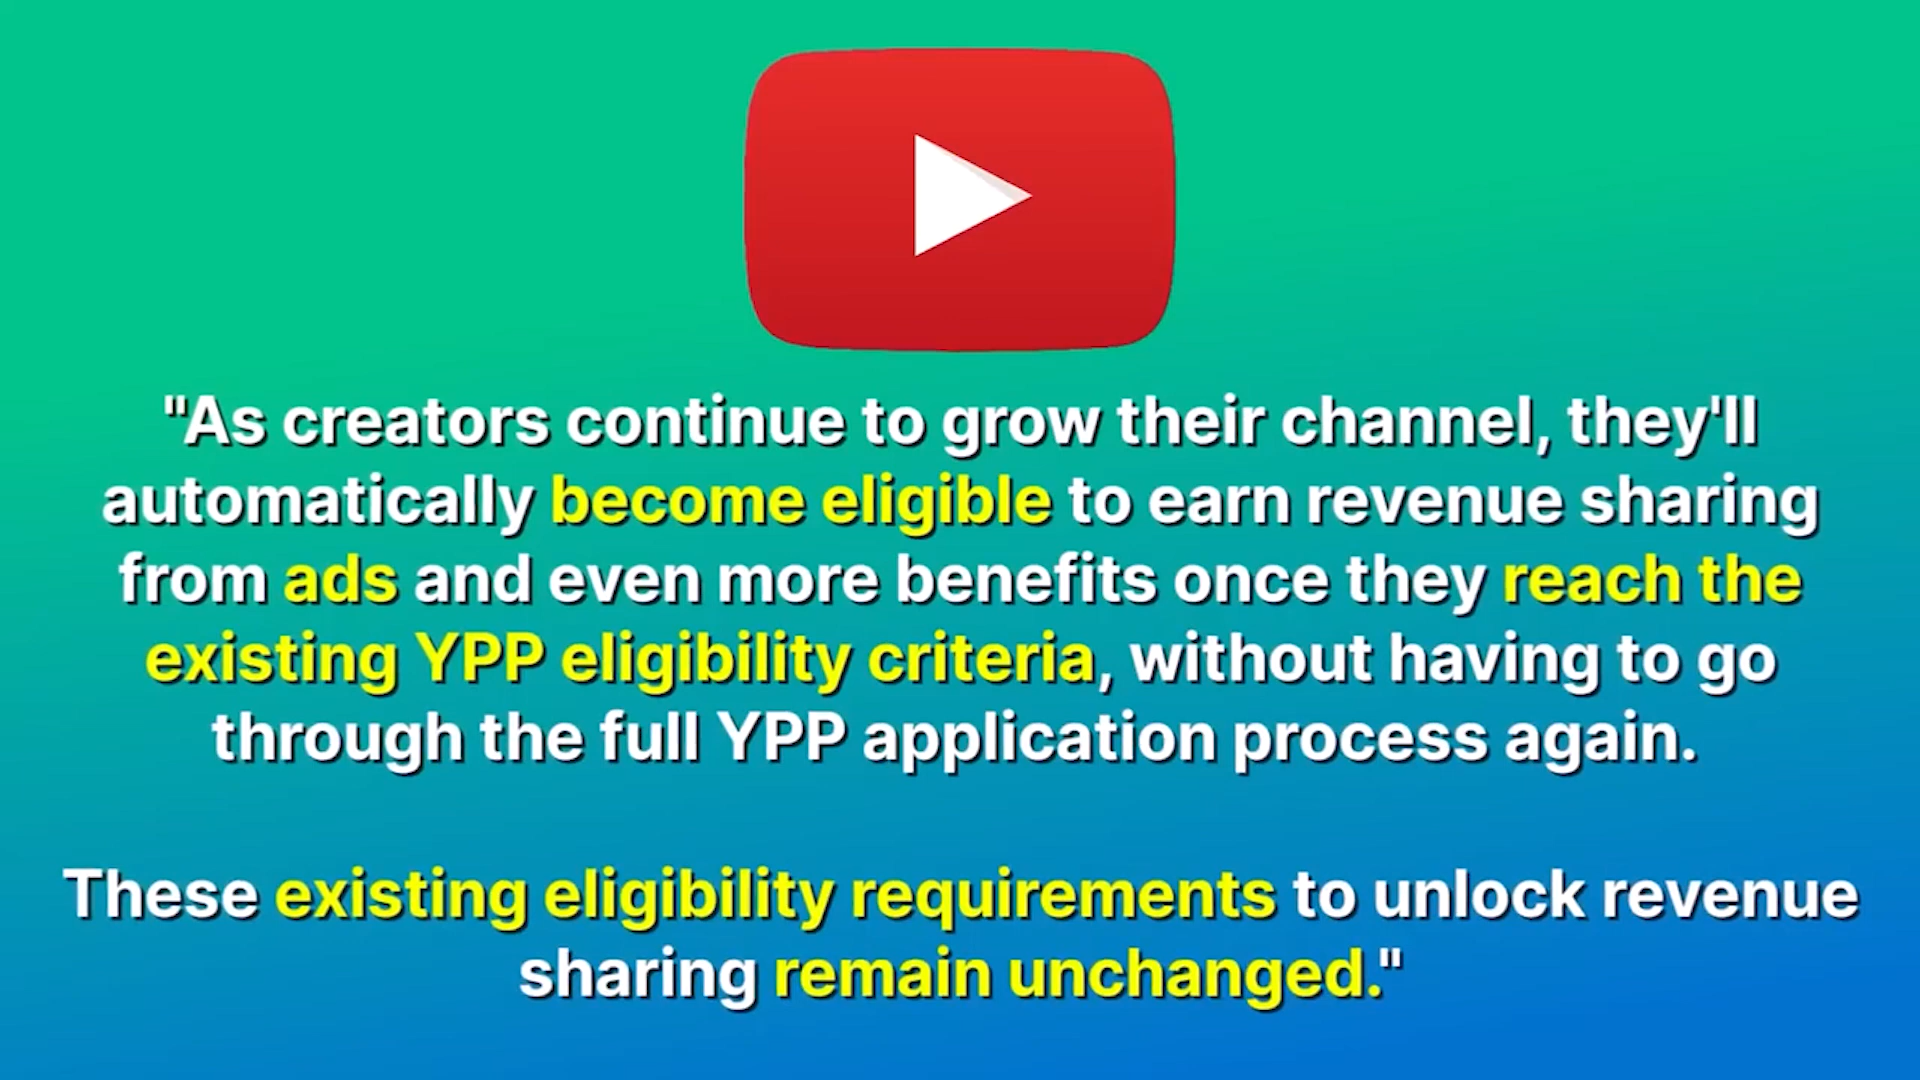 "As creators continue to grow their channel, they'll
automatically become eligible to earn revenue sharing
from ads and even more benefits once they reach the
existing YPP eligibility criteria, without having to go
through the full YPP application process again.
These existing eligibility requirements to unlock revenue
sharing remain unchanged."